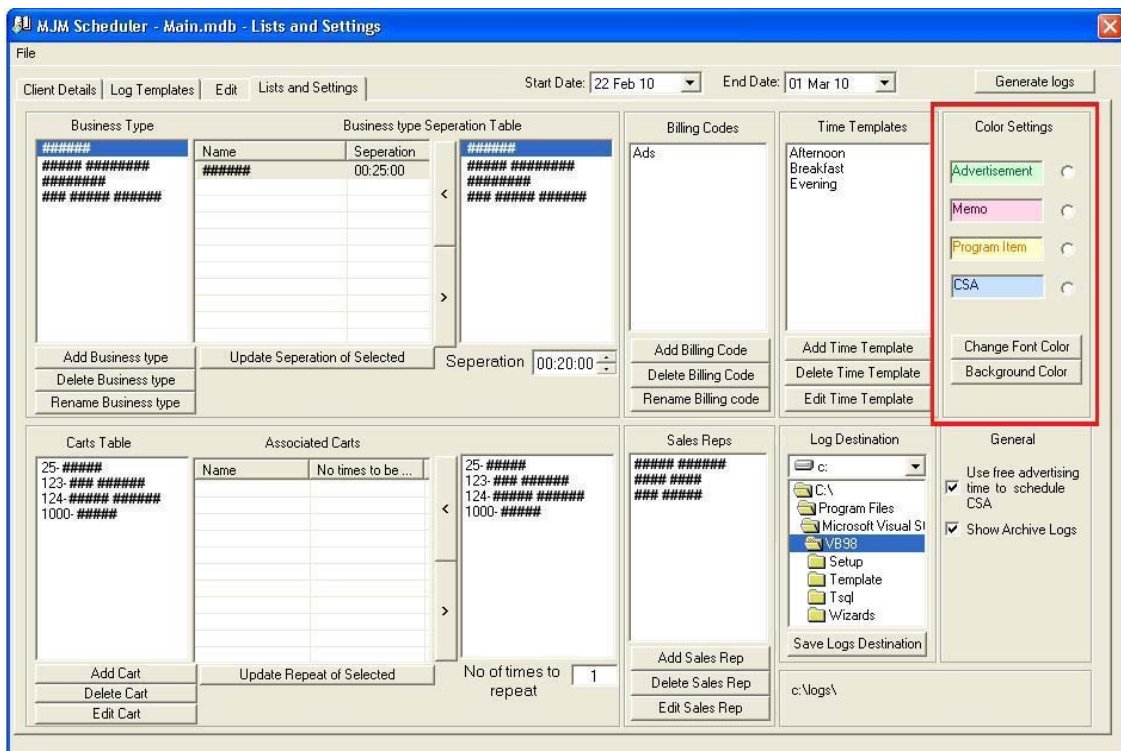 MJM Scheduler - Main.mdb - Lists and Settings
File
Client Details Log Templates Edit Lists and Settings
Start Date: 22 Feb 10 End Date: 01 Mar 10 Generate logs
Business Type
######
##### ########
########
### ##### ######
Add Business type
Delete Business type
Rename Business type
Business type Seperation Table
Name Seperation
###### 00:25:00
<
>
######
##### ########
########
### ##### ######
Update Seperation of Selected
Seperation 00:20:00
Billing Codes
Ads
Add Billing Code
Delete Billing Code
Rename Billing code
Time Templates
Afternoon
Breakfast
Evening
Add Time Template
Delete Time Template
Edit Time Template
Color Settings
Advertisement
Memo
Program Item
CSA
Change Font Color
Background Color
Carts Table
25- #####
123- ### ######
124- ##### ######
1000- #####
Add Cart
Delete Cart
Edit Cart
Associated Carts
Name No times to be ...
<
>
25- #####
123- ### ######
124- ##### ######
1000- #####
Update Repeat of Selected
No of times to
repeat
1
Sales Reps
##### ######
#### ####
### #####
Add Sales Rep
Delete Sales Rep
Edit Sales Rep
Log Destination
c:
C:\
Program Files
Microsoft Visual St
VB98
Setup
Template
Tsql
Wizards
Save Logs Destination
c:\logs\
General
Use free advertising
time to schedule
CSA
Show Archive Logs